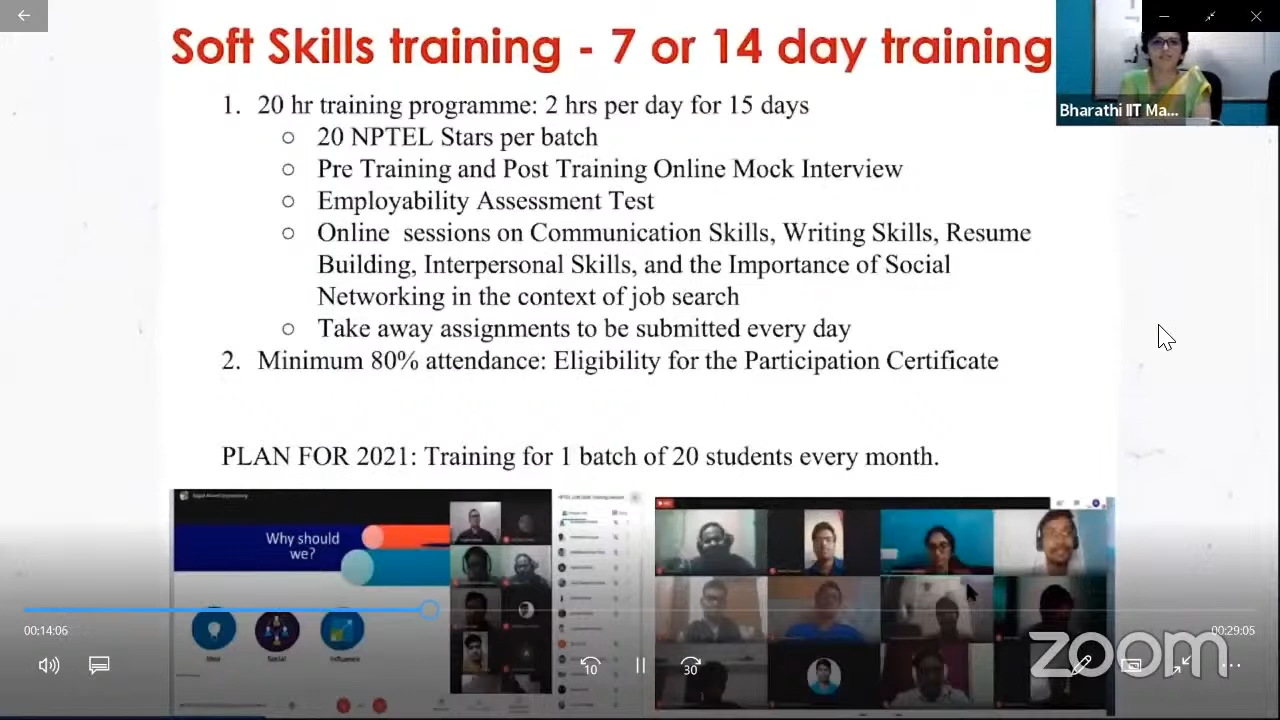 Soft Skills training - 7 or 14 day training
Bharathi IIT Ma...
1. 20 hr training programme: 2 hrs per day for 15 days
○ 20 NPTEL Stars per batch
○ Pre Training and Post Training Online Mock Interview
○ Employability Assessment Test
○ Online sessions on Communication Skills, Writing Skills, Resume
Building, Interpersonal Skills, and the Importance of Social
Networking in the context of job search
○ Take away assignments to be submitted every day
2. Minimum 80% attendance: Eligibility for the Participation Certificate
PLAN FOR 2021: Training for 1 batch of 20 students every month.
Why should
we?
Social
Influence
00:14:06
00:29:05
zoom
10
30